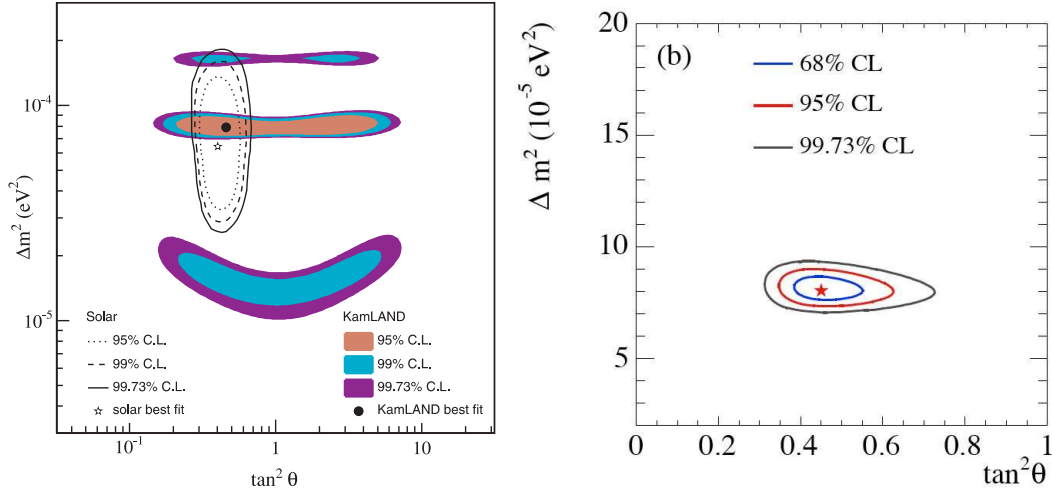 Δm² (eV²)
10⁻⁴
10⁻⁵
Solar
95% C.L.
99% C.L.
99.73% C.L.
solar best fit
KamLAND
95% C.L.
99% C.L.
99.73% C.L.
KamLAND best fit
10⁻¹
1
10
tan² θ
(b)
68% CL
95% CL
99.73% CL
Δ m² (10⁻⁵ eV²)
20
15
10
5
0
0.2
0.4
0.6
0.8
1
tan²θ